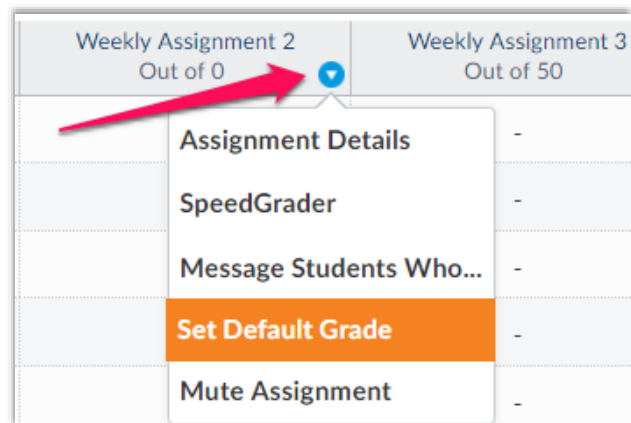 Weekly Assignment 2
Out of 0
Weekly Assignment 3
Out of 50
Assignment Details
-
SpeedGrader
-
Message Students Who...
-
Set Default Grade
-
Mute Assignment
-